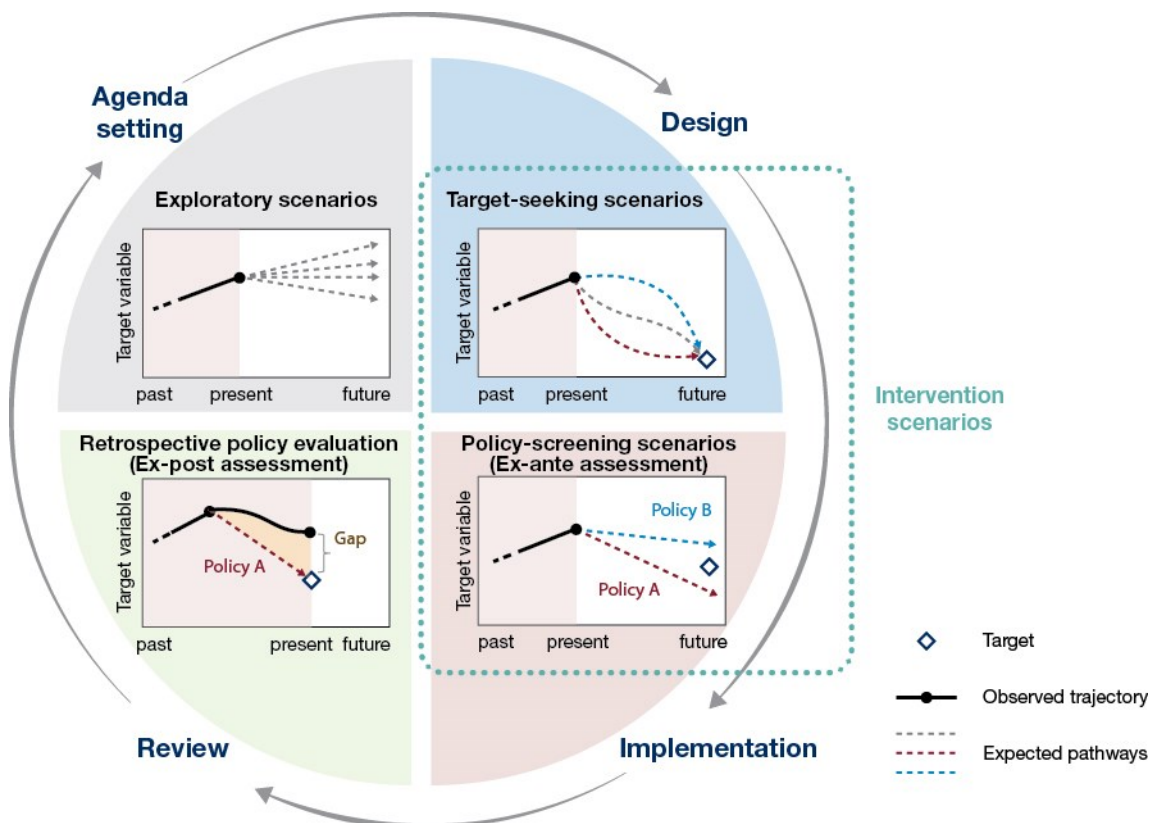 Agenda
setting
Design
Exploratory scenarios
Target variable
past
present
future
Target-seeking scenarios
Target variable
past
present
future
Intervention
scenarios
Retrospective policy evaluation
(Ex-post assessment)
Target variable
Policy A
Gap
past
present
future
Policy-screening scenarios
(Ex-ante assessment)
Target variable
Policy B
Policy A
past
present
future
Review
Implementation
Target
Observed trajectory
Expected pathways